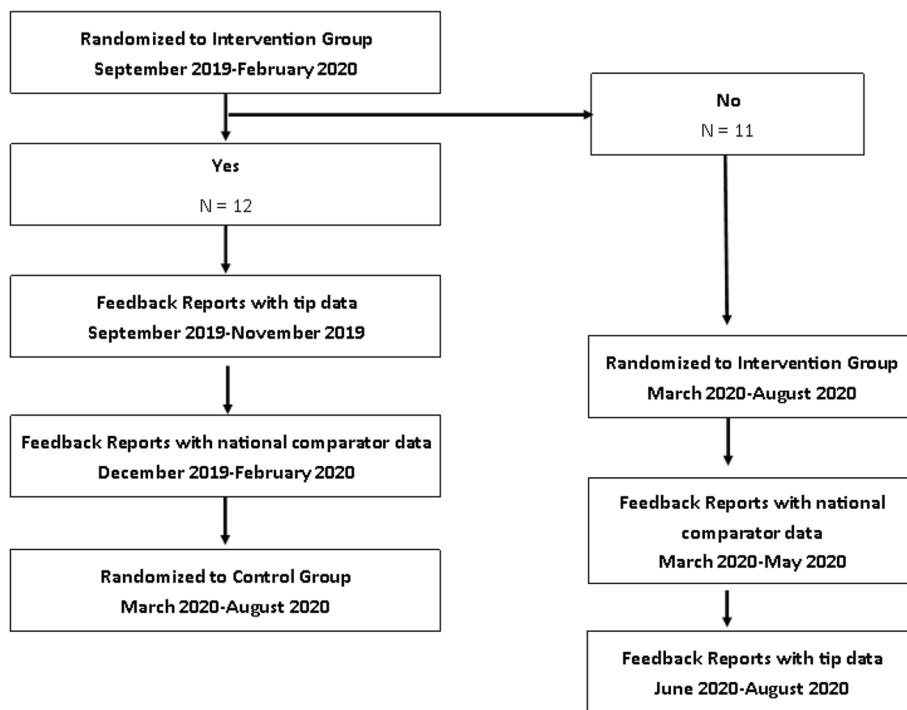 Randomized to Intervention Group
September 2019-February 2020
No
N = 11
Yes
N = 12
Feedback Reports with tip data
September 2019-November 2019
Randomized to Intervention Group
March 2020-August 2020
Feedback Reports with national comparator data
December 2019-February 2020
Feedback Reports with national
comparator data
March 2020-May 2020
Randomized to Control Group
March 2020-August 2020
Feedback Reports with tip data
June 2020-August 2020